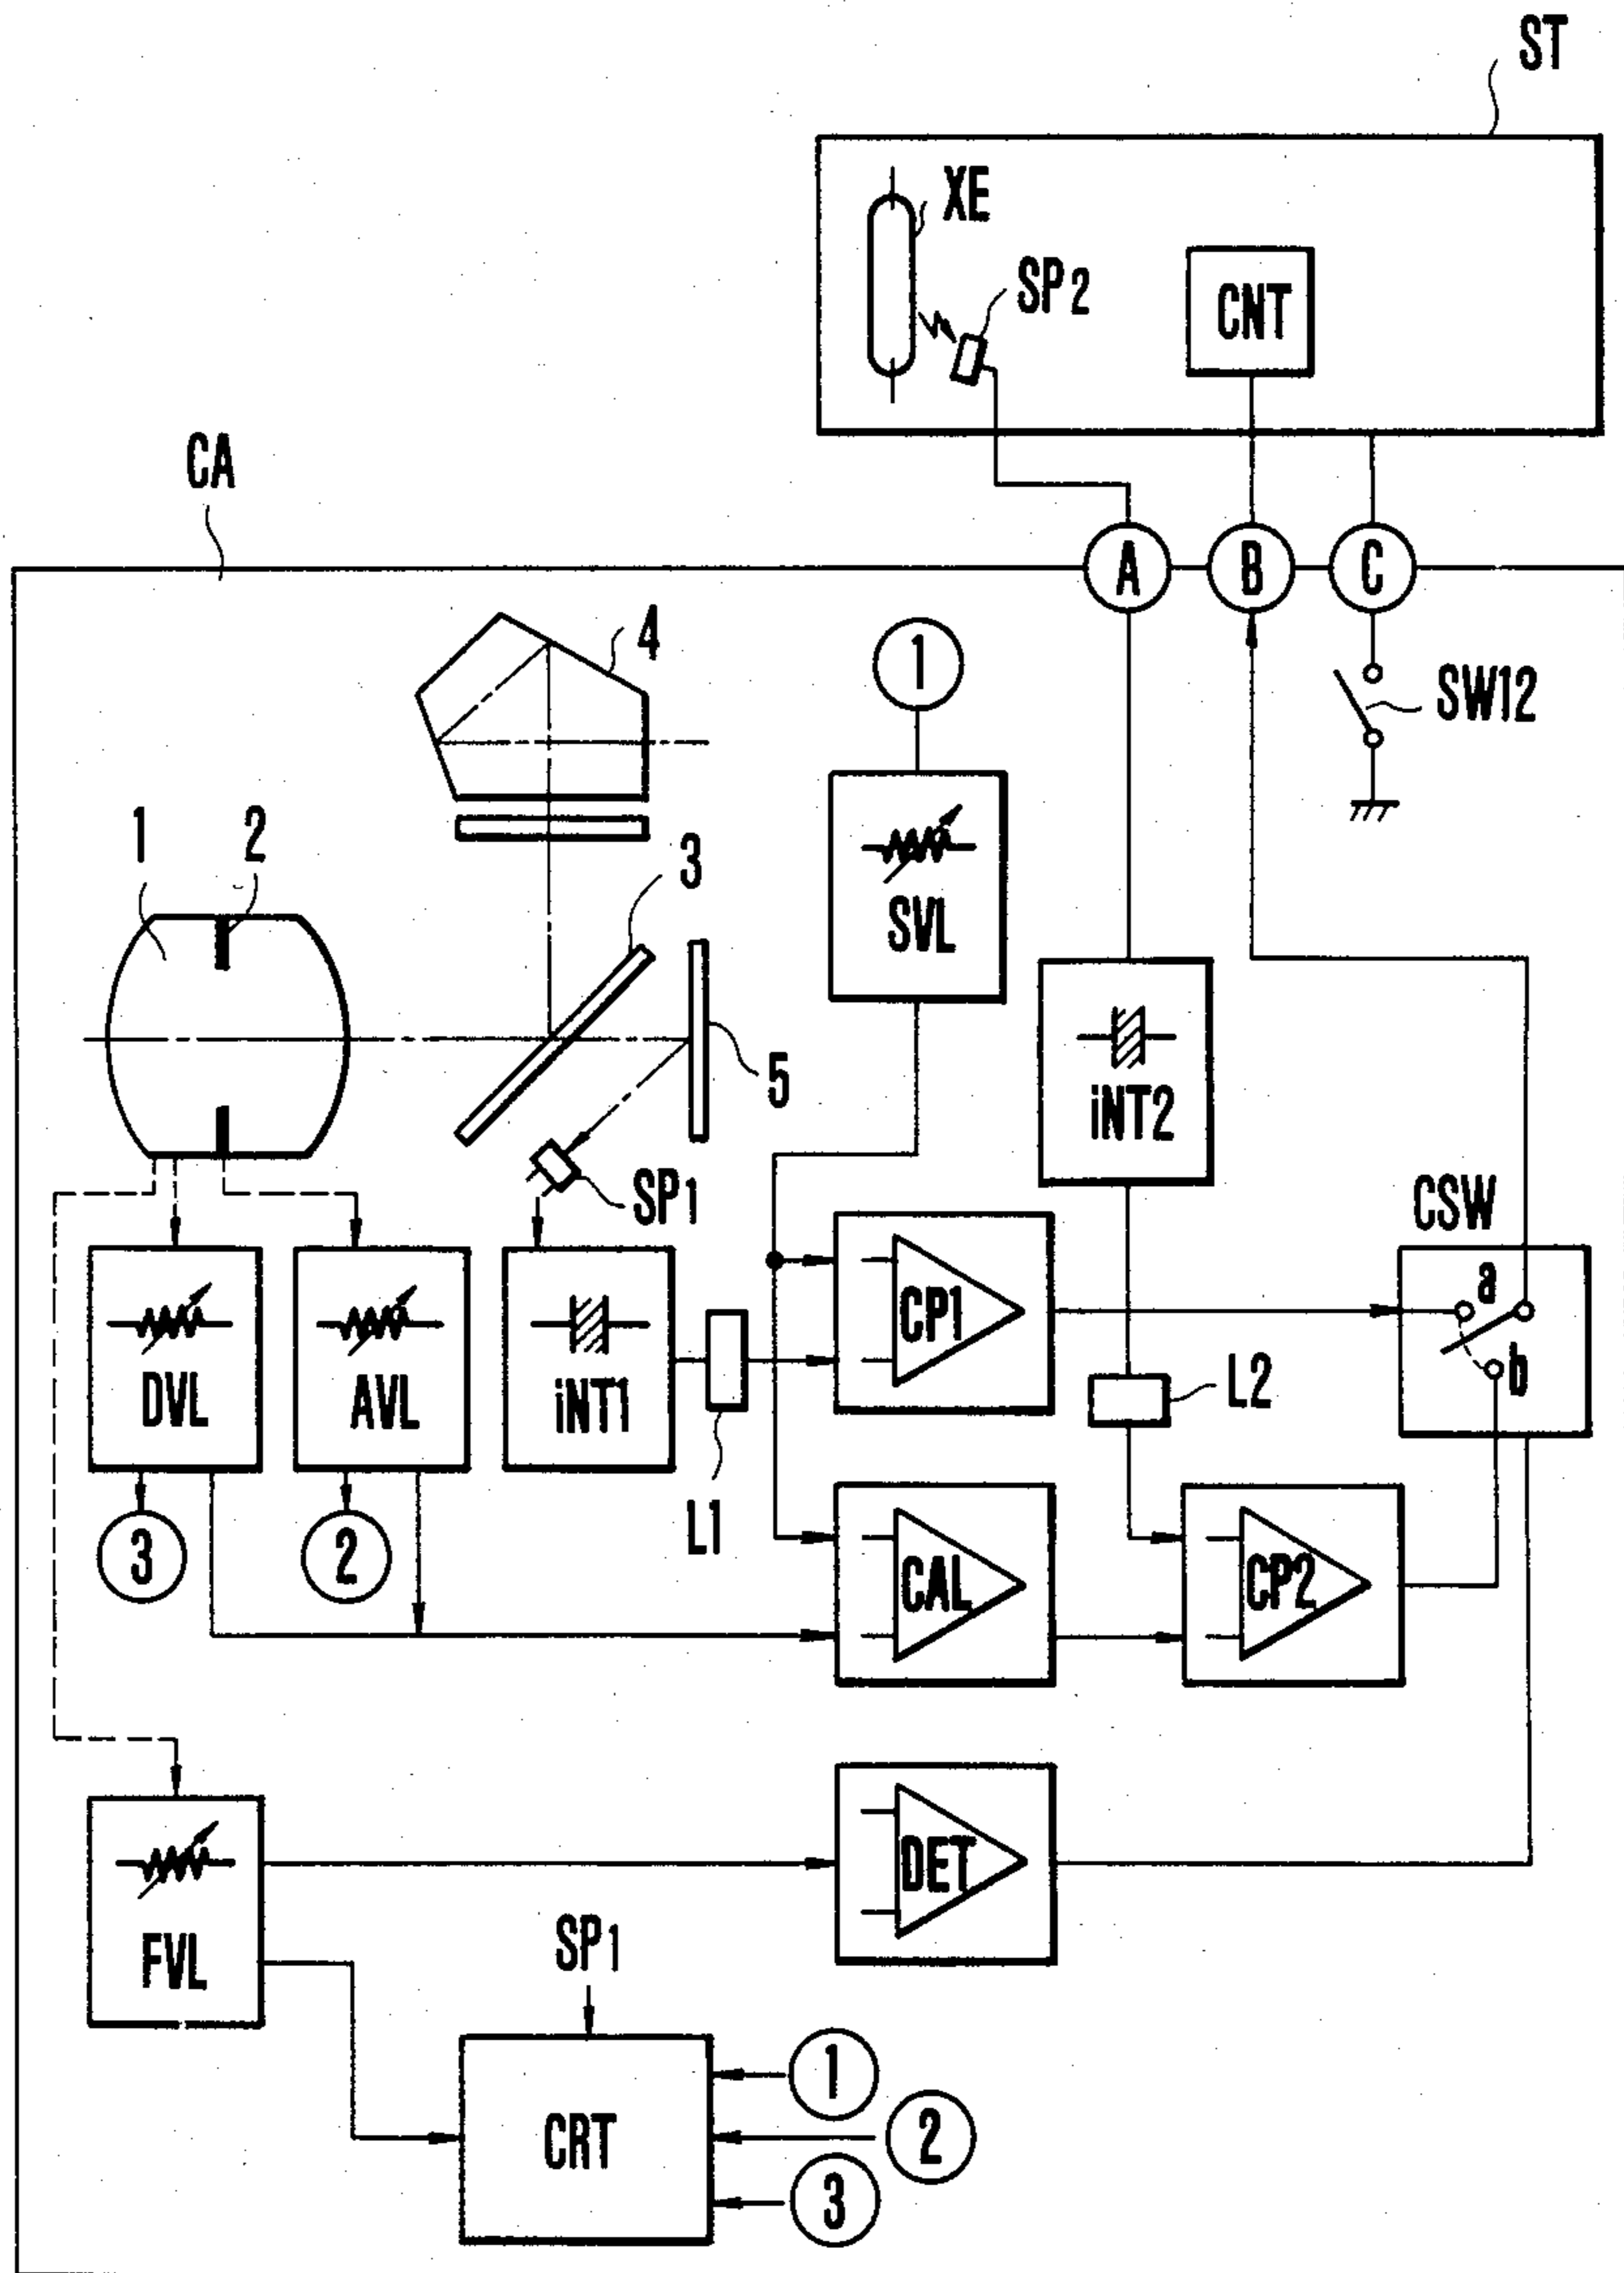 ST
XE
SP2
CNT
CA
A
B
C
4
1
SW12
1
2
3
SVL
5
iNT2
SP1
CSW
a
b
CP1
DVL
AVL
iNT1
L2
L1
3
2
CAL
CP2
DET
FVL
SP1
1
CRT
2
3